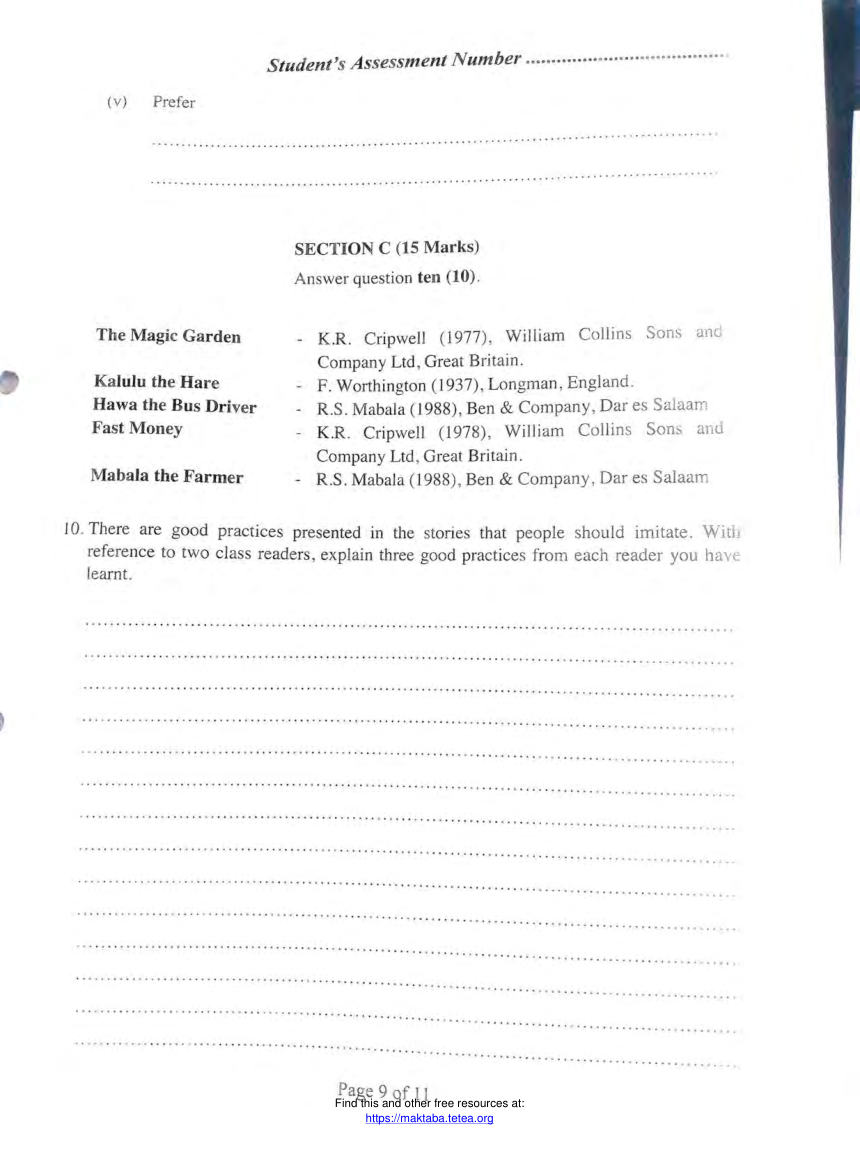 Student's Assessment Number ........................................
(v) Prefer
................................................................................
................................................................................
SECTION C (15 Marks)
Answer question ten (10).
The Magic Garden - K.R. Cripwell (1977), William Collins Sons and
Company Ltd, Great Britain.
Kalulu the Hare - F. Worthington (1937), Longman, England.
Hawa the Bus Driver - R.S. Mabala (1988), Ben & Company, Dar es Salaam
Fast Money - K.R. Cripwell (1978), William Collins Sons and
Company Ltd, Great Britain.
Mabala the Farmer - R.S. Mabala (1988), Ben & Company, Dar es Salaam
10. There are good practices presented in the stories that people should imitate. With
reference to two class readers, explain three good practices from each reader you have
learnt.
Page 9 of 11
Find this and other free resources at:
https://maktaba.tetea.org